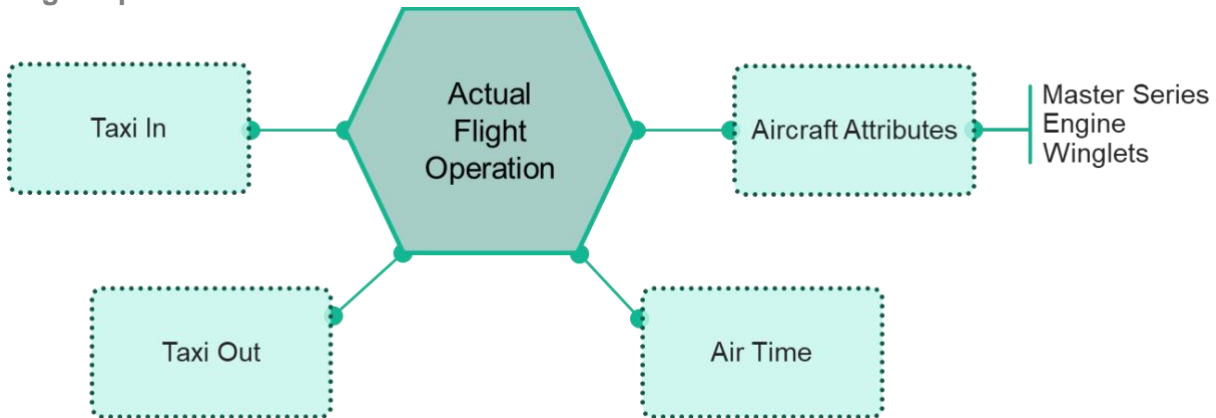 Actual
Flight
Operation
Taxi In
Aircraft Attributes
Master Series
Engine
Winglets
Taxi Out
Air Time